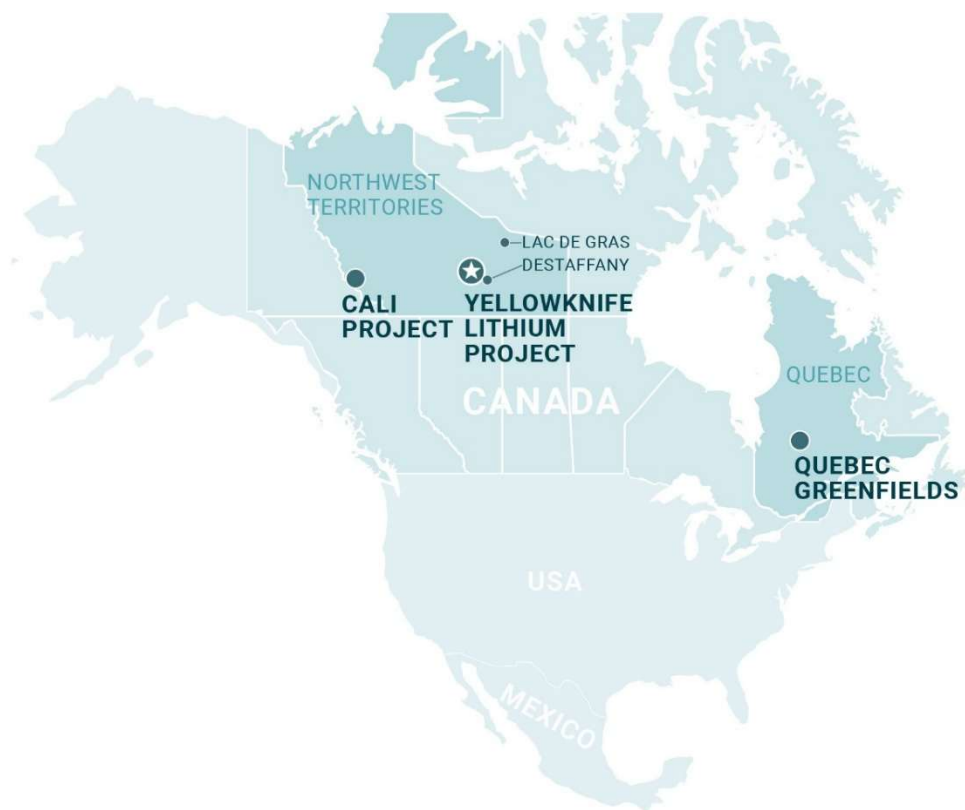 NORTHWEST
TERRITORIES
LAC DE GRAS
DESTAFFANY
CALI
PROJECT
YELLOWKNIFE
LITHIUM
PROJECT
CANADA
QUEBEC
QUEBEC
GREENFIELDS
USA
MEXICO